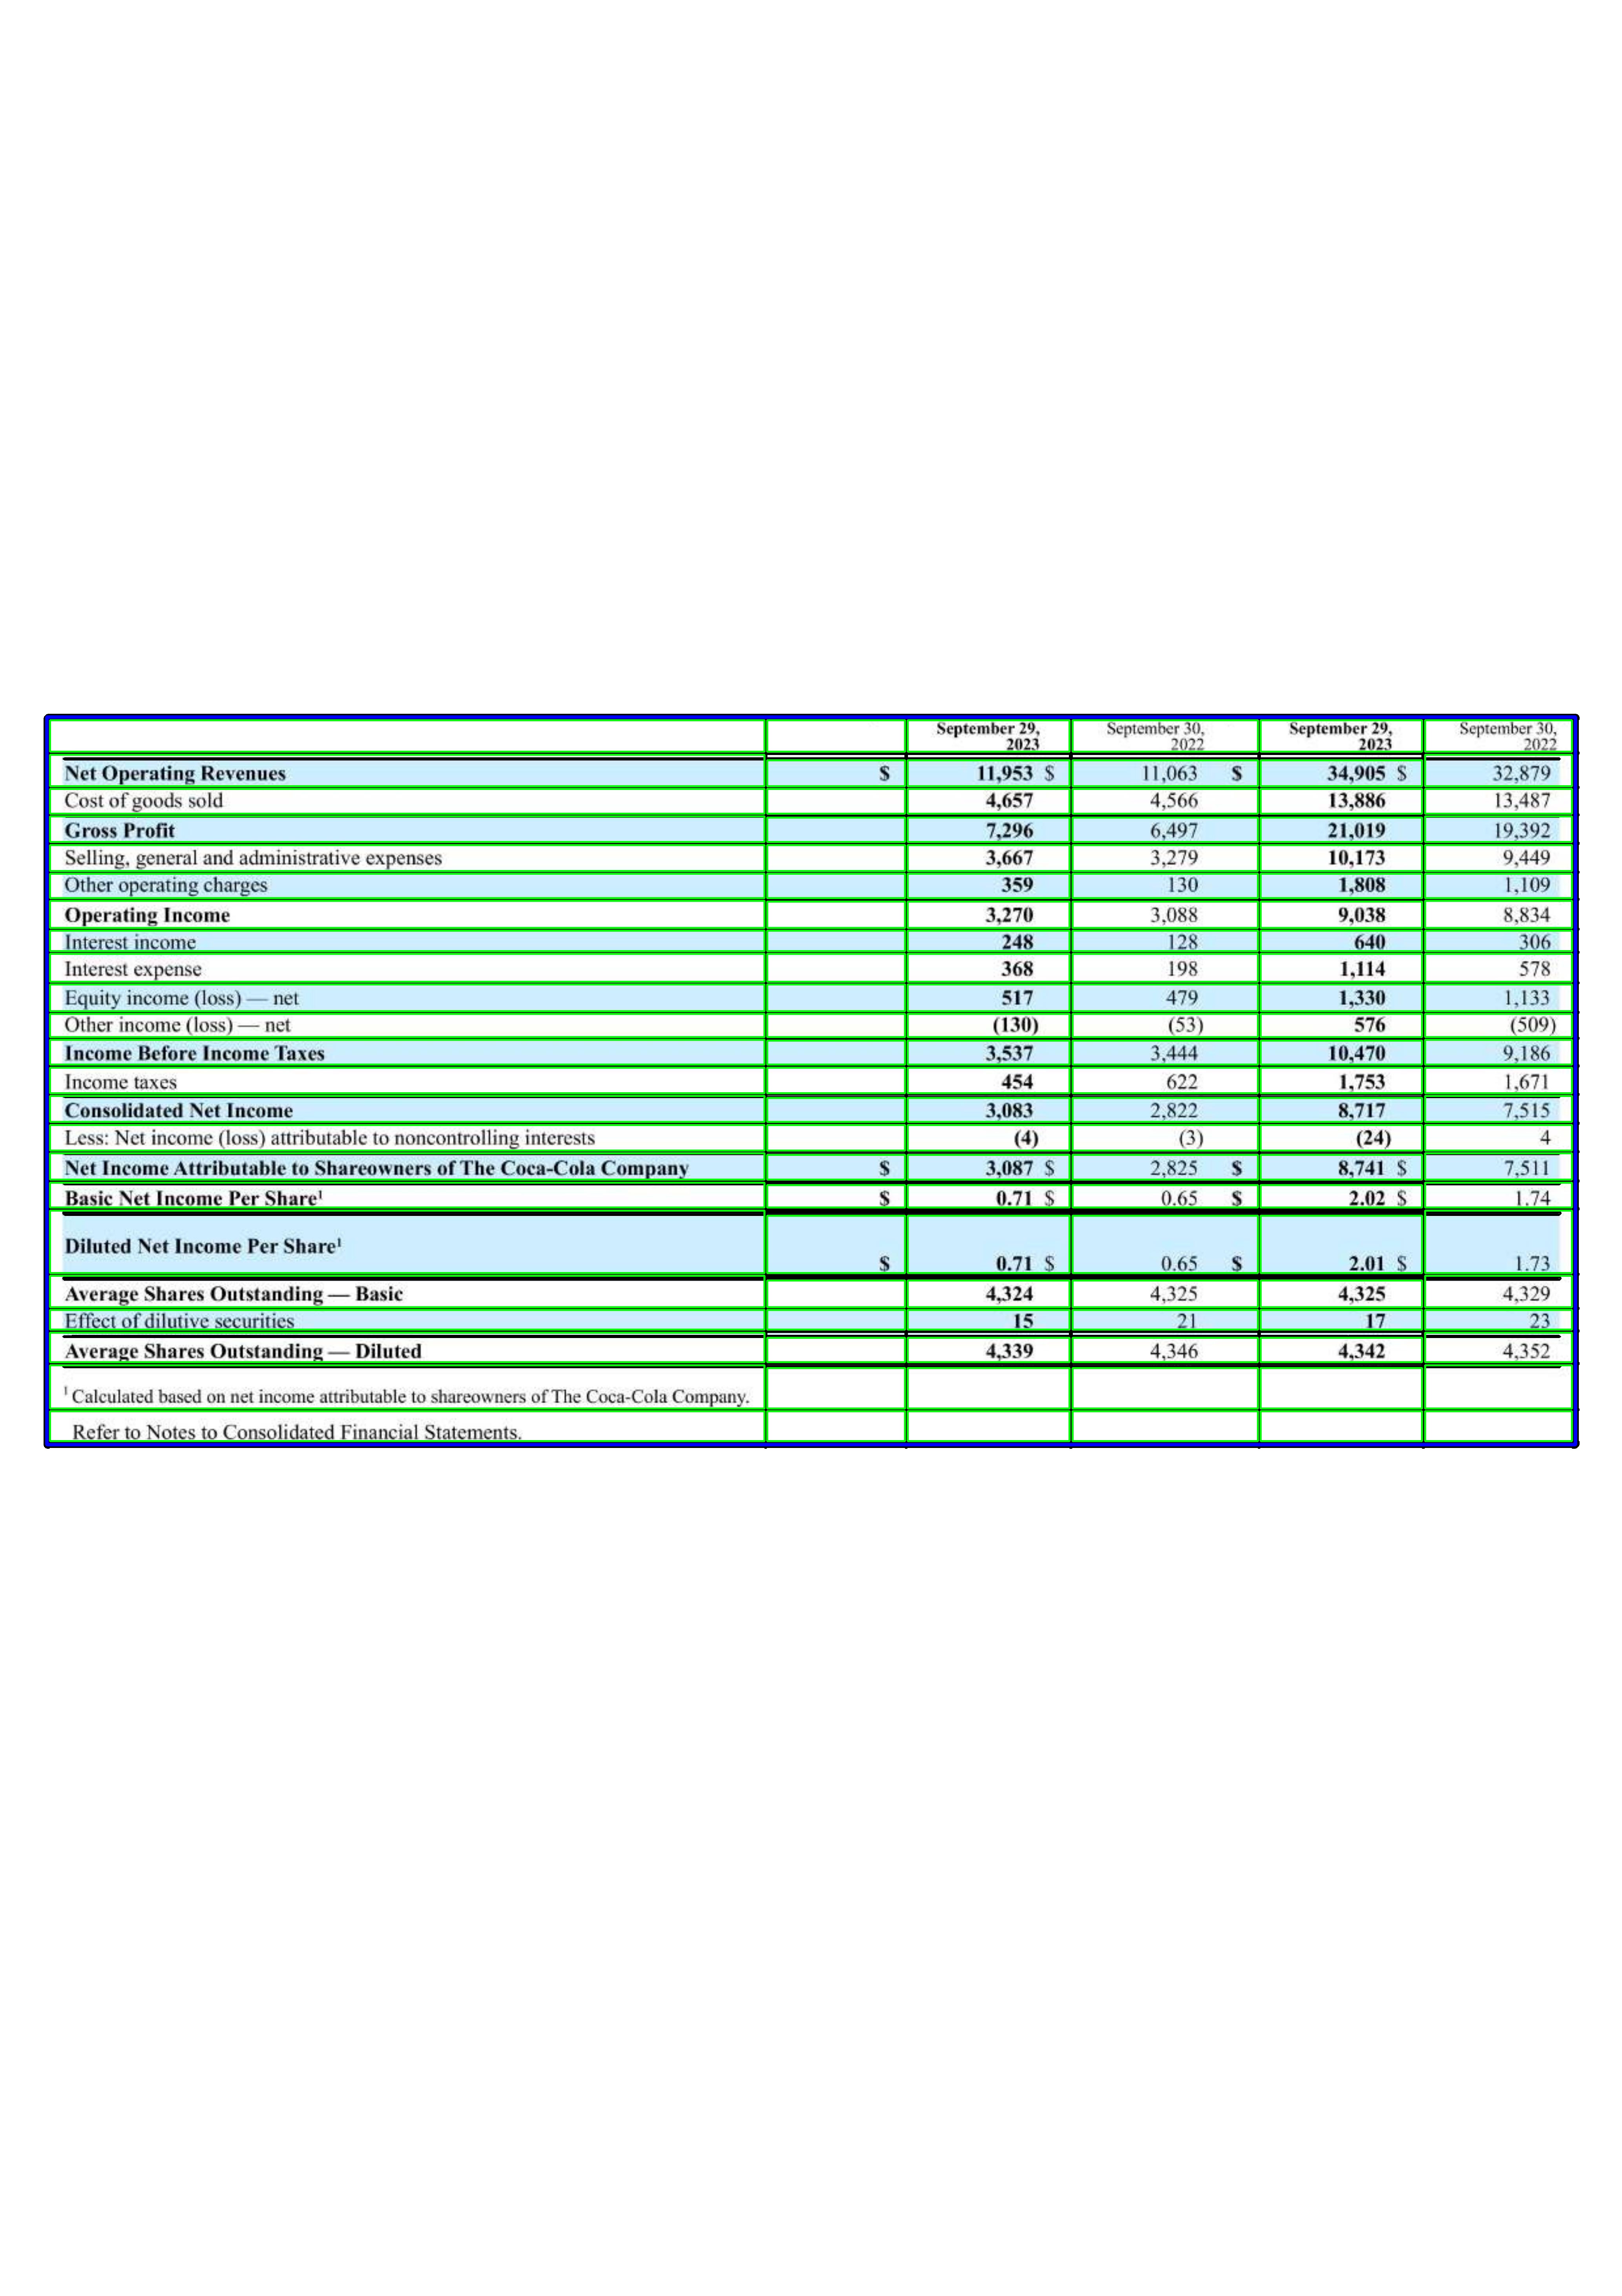 September 29, 2023 September 30, 2022 September 29, 2023 September 30, 2022
Net Operating Revenues $ 11,953 $ 11,063 $ 34,905 $ 32,879
Cost of goods sold 4,657 4,566 13,886 13,487
Gross Profit 7,296 6,497 21,019 19,392
Selling, general and administrative expenses 3,667 3,279 10,173 9,449
Other operating charges 359 130 1,808 1,109
Operating Income 3,270 3,088 9,038 8,834
Interest income 248 128 640 306
Interest expense 368 198 1,114 578
Equity income (loss) — net 517 479 1,330 1,133
Other income (loss) — net (130) (53) 576 (509)
Income Before Income Taxes 3,537 3,444 10,470 9,186
Income taxes 454 622 1,753 1,671
Consolidated Net Income 3,083 2,822 8,717 7,515
Less: Net income (loss) attributable to noncontrolling interests (4) (3) (24) 4
Net Income Attributable to Shareowners of The Coca-Cola Company $ 3,087 $ 2,825 $ 8,741 $ 7,511
Basic Net Income Per Share¹ $ 0.71 $ 0.65 $ 2.02 $ 1.74
Diluted Net Income Per Share¹ $ 0.71 $ 0.65 $ 2.01 $ 1.73
Average Shares Outstanding — Basic 4,324 4,325 4,325 4,329
Effect of dilutive securities 15 21 17 23
Average Shares Outstanding — Diluted 4,339 4,346 4,342 4,352
¹ Calculated based on net income attributable to shareowners of The Coca-Cola Company.
Refer to Notes to Consolidated Financial Statements.